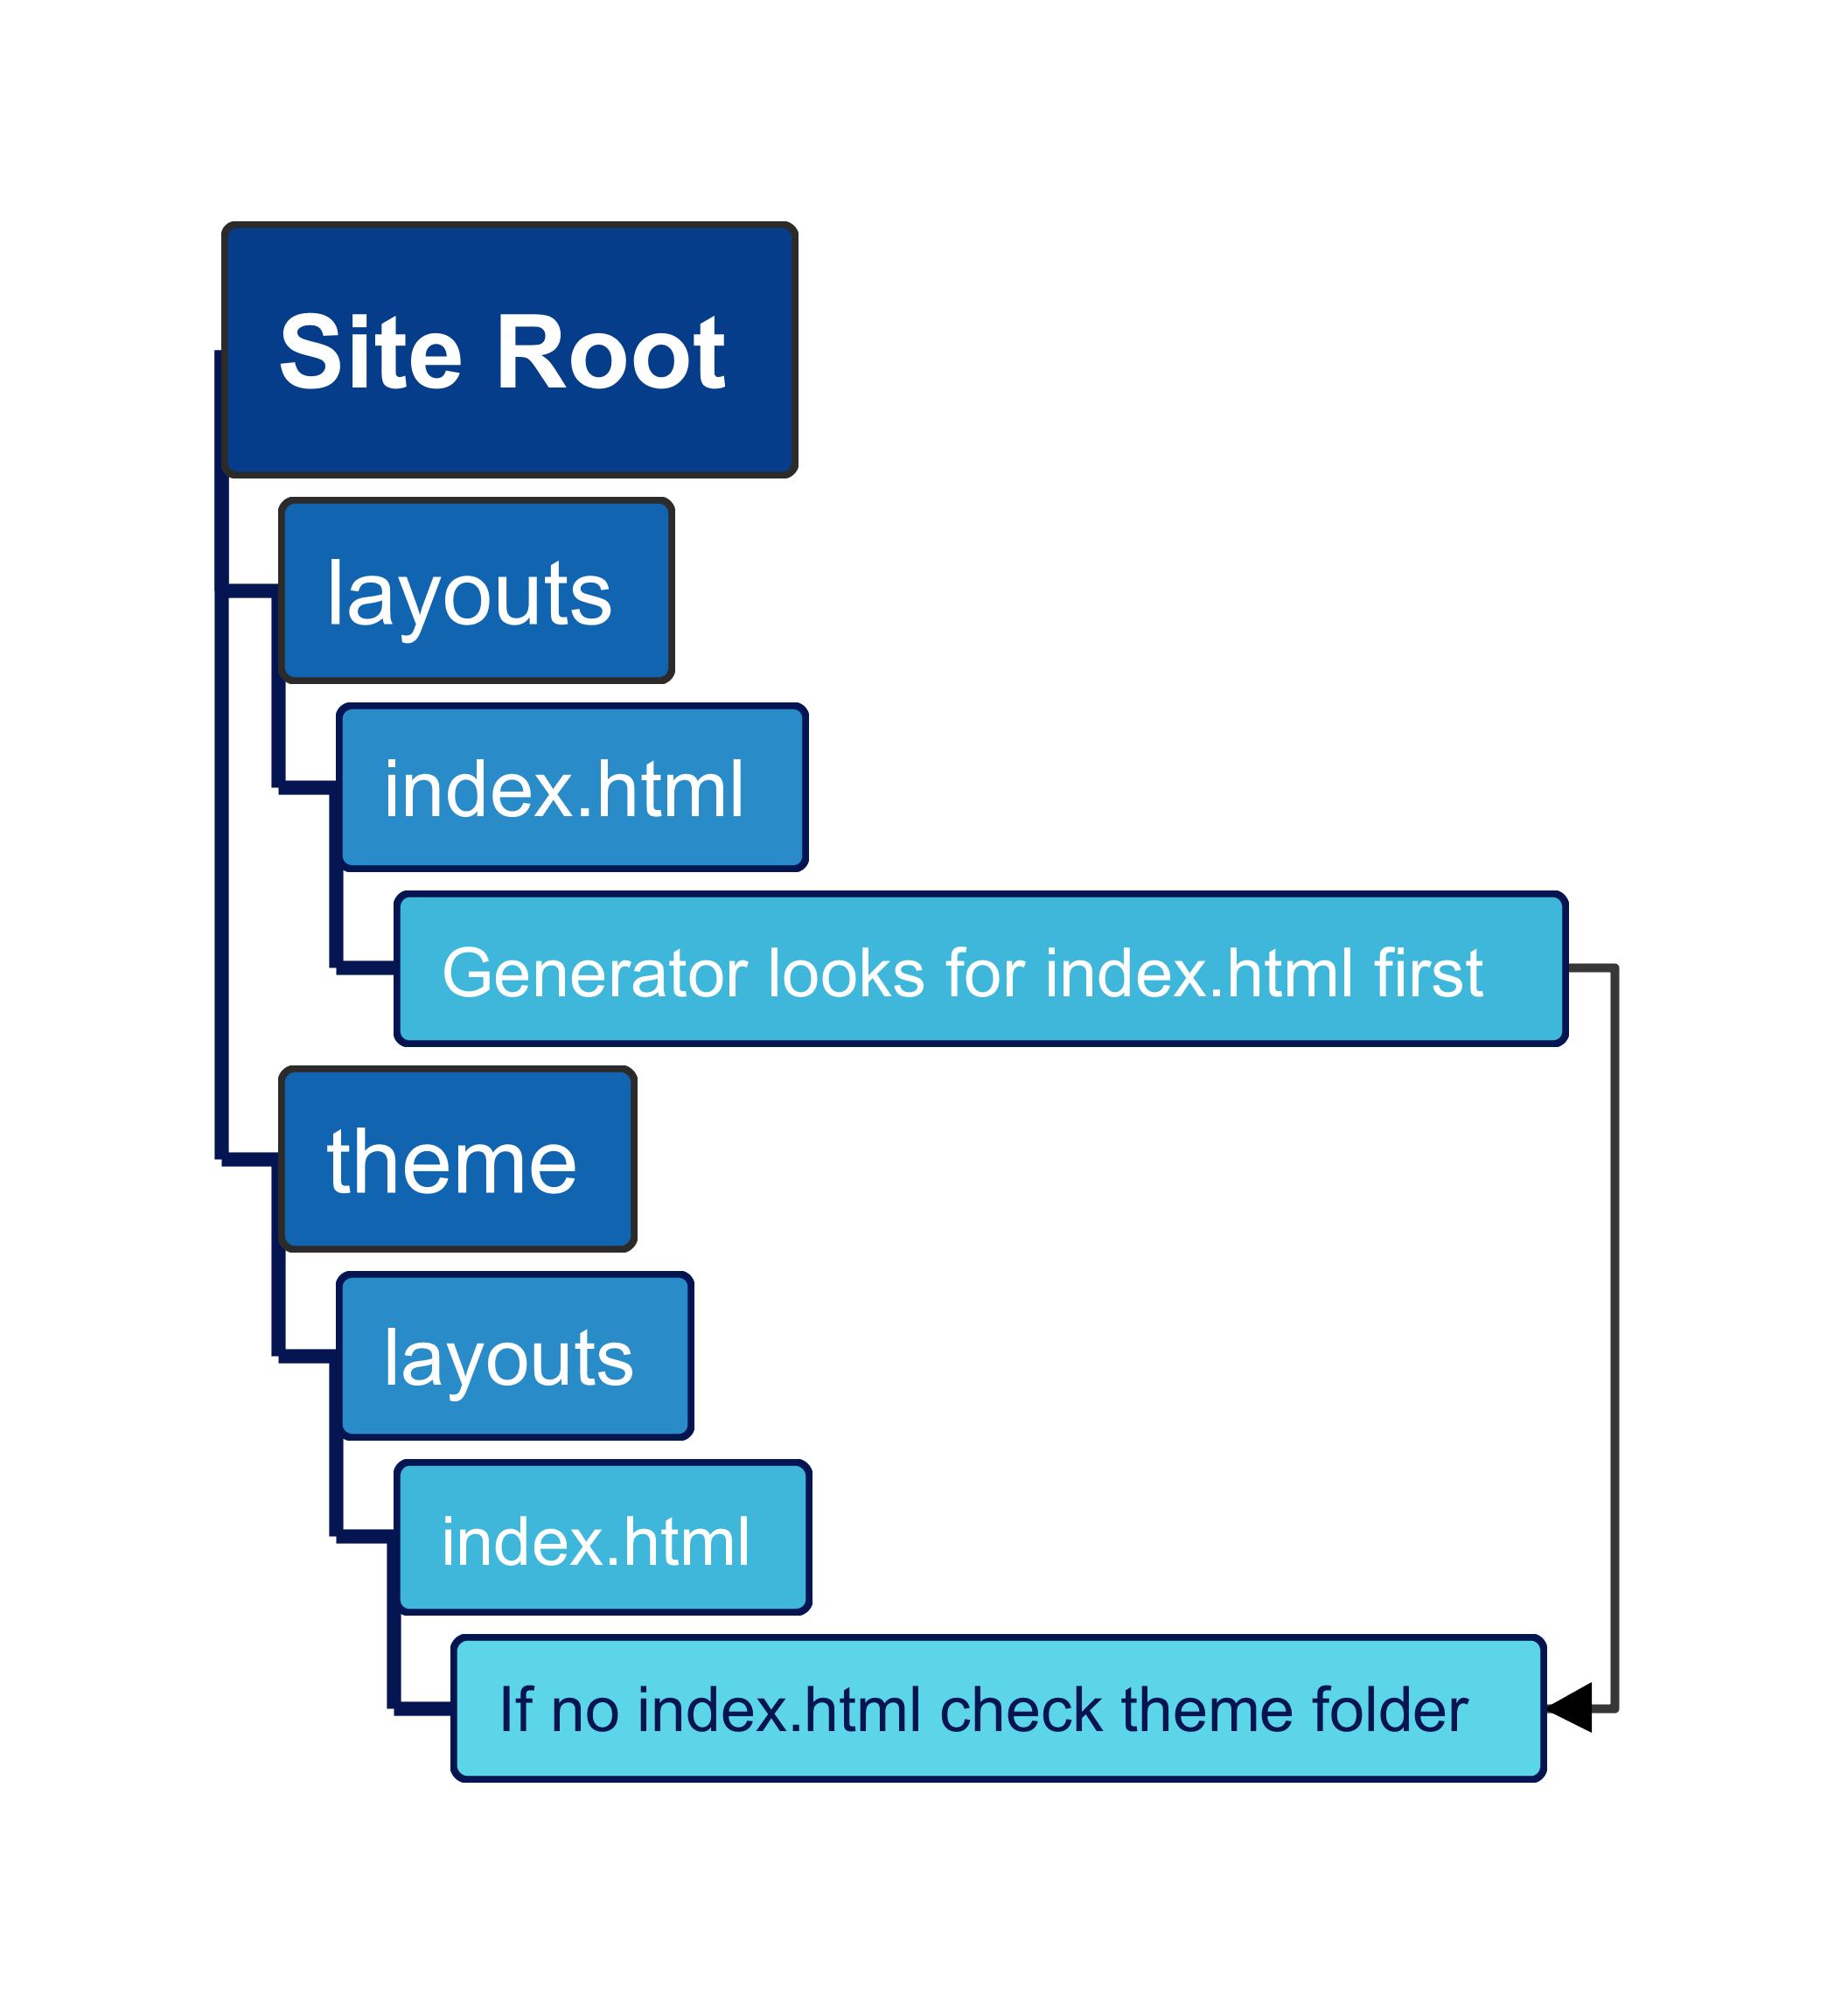 Site Root
layouts
index.html
Generator looks for index.html first
theme
layouts
index.html
If no index.html check theme folder